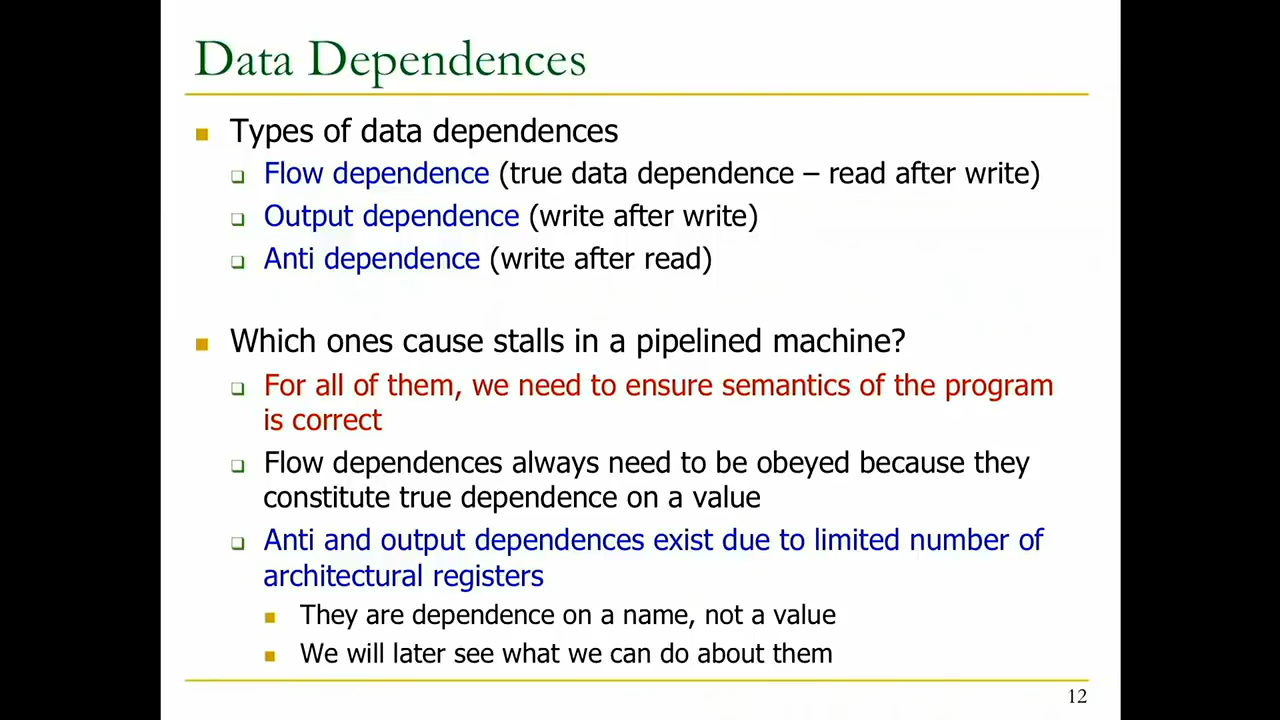 Data Dependences
Types of data dependences
Flow dependence (true data dependence – read after write)
Output dependence (write after write)
Anti dependence (write after read)
Which ones cause stalls in a pipelined machine?
For all of them, we need to ensure semantics of the program
is correct
Flow dependences always need to be obeyed because they
constitute true dependence on a value
Anti and output dependences exist due to limited number of
architectural registers
They are dependence on a name, not a value
We will later see what we can do about them
12